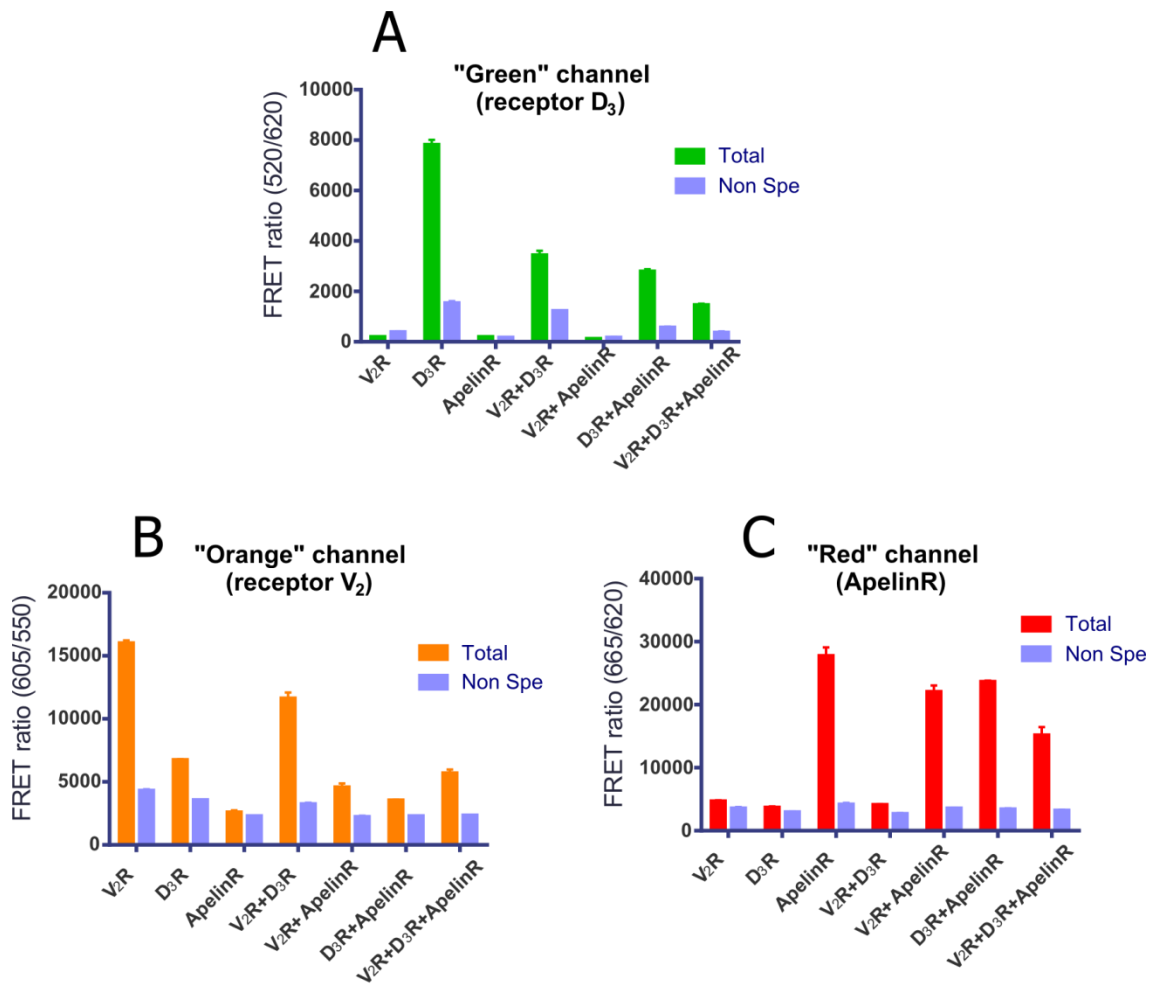 A
"Green" channel
(receptor D₃)
FRET ratio (520/620)
10000
8000
6000
4000
2000
0
Total
Non Spe
V₂R
D₃R
ApelinR
V₂R+D₃R
V₂R+ ApelinR
D₃R+ApelinR
V₂R+D₃R+ApelinR
B
"Orange" channel
(receptor V₂)
FRET ratio (605/550)
20000
15000
10000
5000
0
Total
Non Spe
V₂R
D₃R
ApelinR
V₂R+D₃R
V₂R+ ApelinR
D₃R+ApelinR
V₂R+D₃R+ApelinR
C
"Red" channel
(ApelinR)
FRET ratio (665/620)
40000
30000
20000
10000
0
Total
Non Spe
V₂R
D₃R
ApelinR
V₂R+D₃R
V₂R+ ApelinR
D₃R+ApelinR
V₂R+D₃R+ApelinR